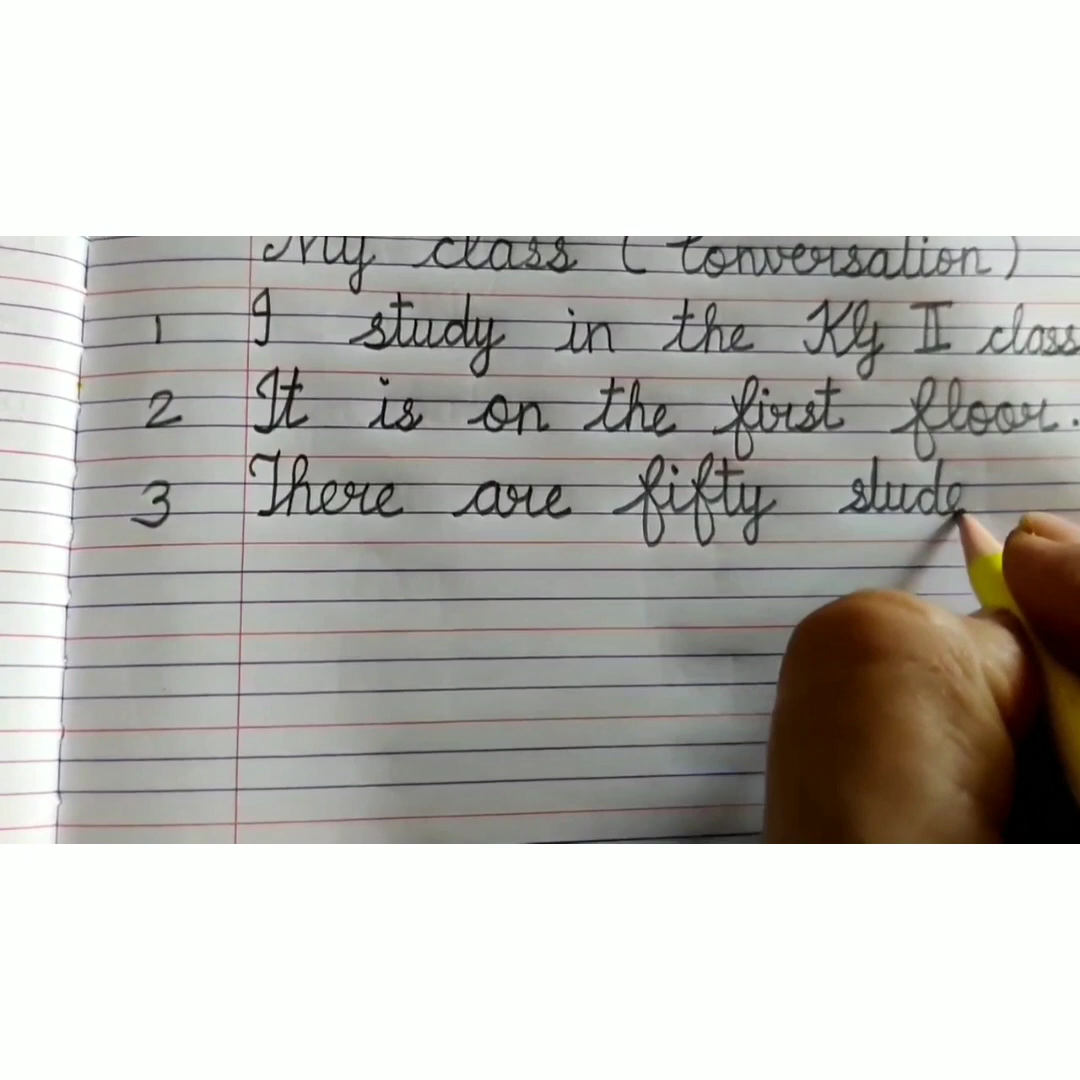 My class (Conversation)
1 I study in the KG II class
2 It is on the first floor.
3 There are fifty stude